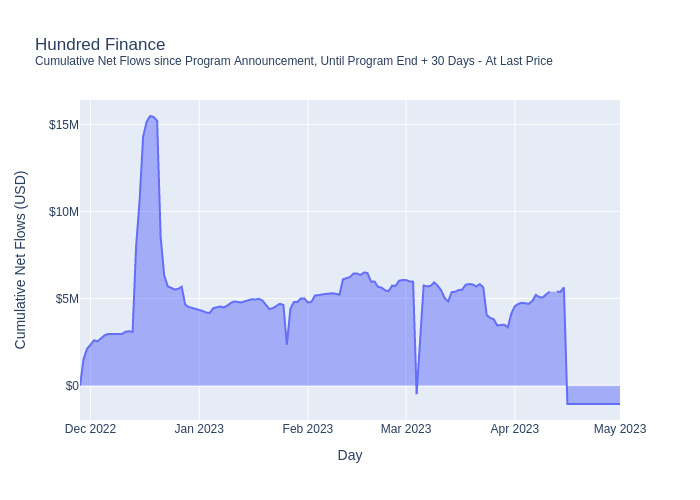 Hundred Finance
Cumulative Net Flows since Program Announcement, Until Program End + 30 Days - At Last Price
Cumulative Net Flows (USD)
$15M
$10M
$5M
$0
Dec 2022
Jan 2023
Feb 2023
Mar 2023
Apr 2023
May 2023
Day